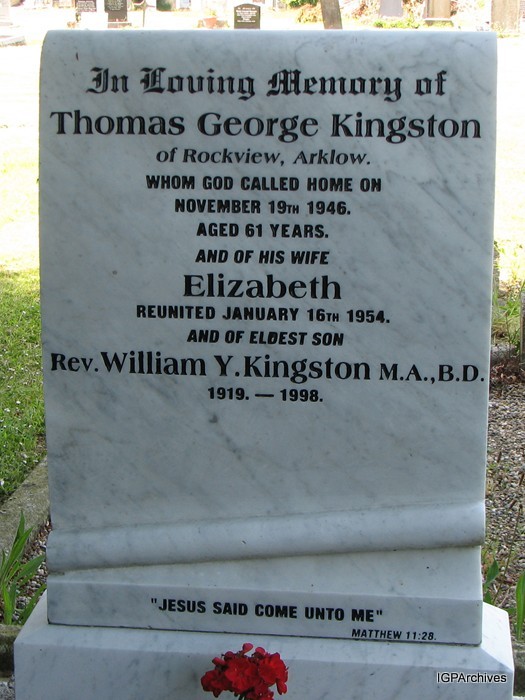 In Loving Memory of
Thomas George Kingston
of Rockview, Arklow.
WHOM GOD CALLED HOME ON
NOVEMBER 19TH 1946.
AGED 61 YEARS.
AND OF HIS WIFE
Elizabeth
REUNITED JANUARY 16TH 1954.
AND OF ELDEST SON
Rev. William Y. Kingston M.A.,B.D.
1919. — 1998.
"JESUS SAID COME UNTO ME"
MATTHEW 11:28.
IGPArchives